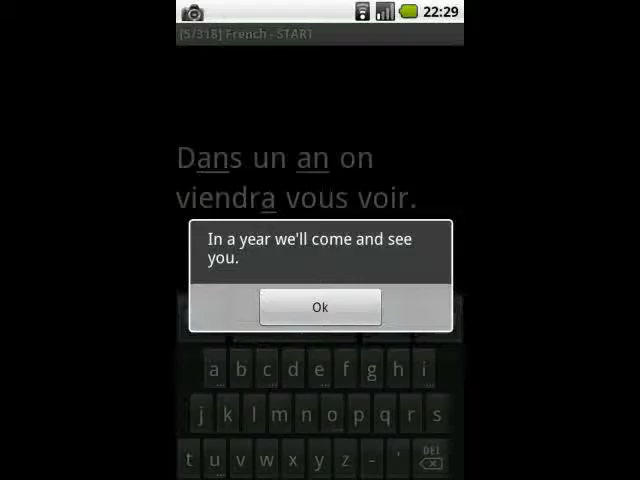 22:29
[5/318] French - START
Dans un an on
viendra vous voir.
In a year we'll come and see
you.
Ok
a b c d e f g h i
j k l m n o p q r s
t u v w x y z - ' DEL